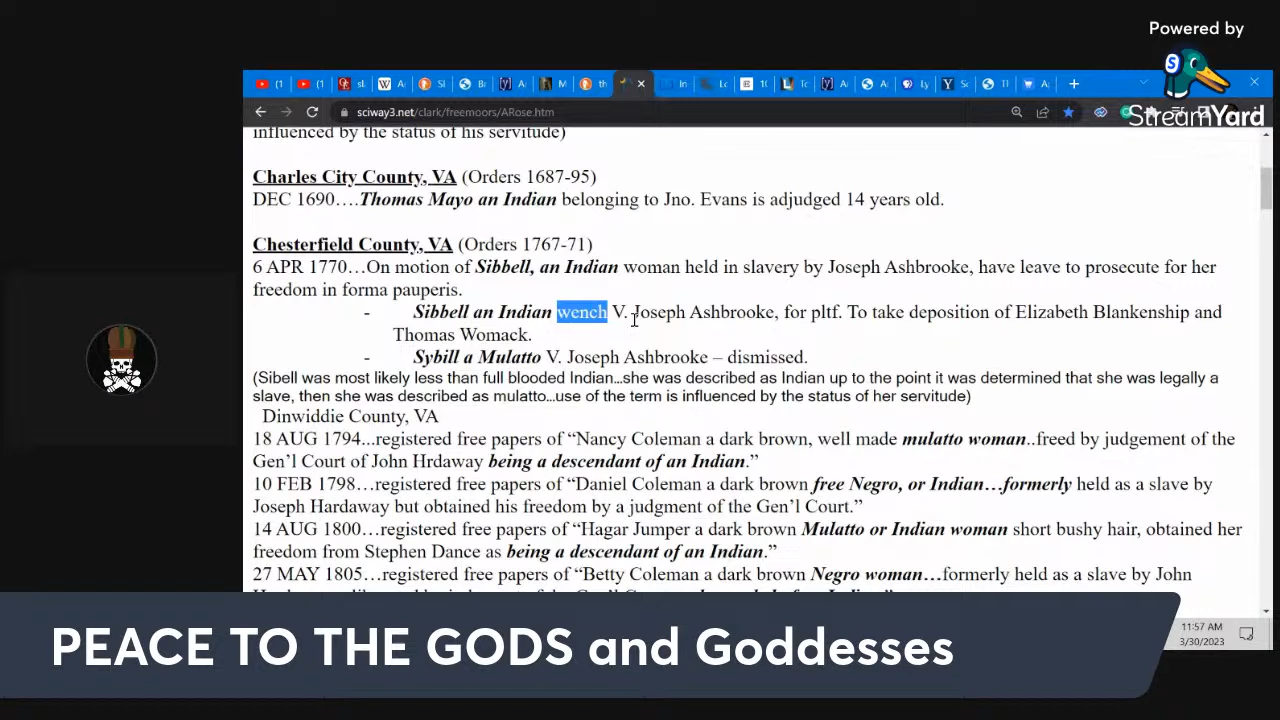 Powered by
StreamYard
sciway3.net/clark/freemoors/ARose.htm
influenced by the status of his servitude)
Charles City County, VA (Orders 1687-95)
DEC 1690….Thomas Mayo an Indian belonging to Jno. Evans is adjudged 14 years old.
Chesterfield County, VA (Orders 1767-71)
6 APR 1770…On motion of Sibbell, an Indian woman held in slavery by Joseph Ashbrooke, have leave to prosecute for her
freedom in forma pauperis.
- Sibbell an Indian wench V. Joseph Ashbrooke, for pltf. To take deposition of Elizabeth Blankenship and
Thomas Womack.
- Sybill a Mulatto V. Joseph Ashbrooke – dismissed.
(Sibell was most likely less than full blooded Indian…she was described as Indian up to the point it was determined that she was legally a
slave, then she was described as mulatto…use of the term is influenced by the status of her servitude)
Dinwiddie County, VA
18 AUG 1794...registered free papers of “Nancy Coleman a dark brown, well made mulatto woman..freed by judgement of the
Gen’l Court of John Hrdaway being a descendant of an Indian.”
10 FEB 1798…registered free papers of “Daniel Coleman a dark brown free Negro, or Indian…formerly held as a slave by
Joseph Hardaway but obtained his freedom by a judgment of the Gen’l Court.”
14 AUG 1800…registered free papers of “Hagar Jumper a dark brown Mulatto or Indian woman short bushy hair, obtained her
freedom from Stephen Dance as being a descendant of an Indian.”
27 MAY 1805…registered free papers of “Betty Coleman a dark brown Negro woman…formerly held as a slave by John
11:57 AM
3/30/2023
PEACE TO THE GODS and Goddesses